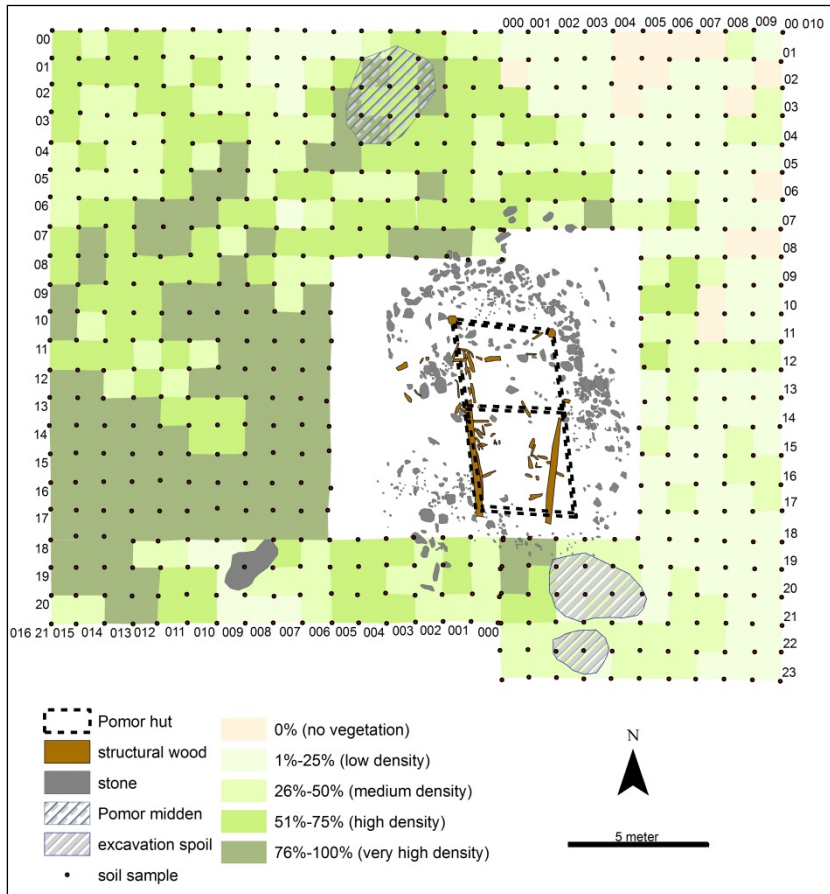 000 001 002 003 004 005 006 007 008 009 00 010
00 01
01 02
02 03
03 04
04 05
05 06
06 07
07 08
08 09
09 10
10 11
11 12
12 13
13 14
14 15
15 16
16 17
17 18
18 19
19 20
20 21
016 21 015 014 013 012 011 010 009 008 007 006 005 004 003 002 001 000
22
23
Pomor hut
structural wood
stone
Pomor midden
excavation spoil
soil sample
0% (no vegetation)
1%-25% (low density)
26%-50% (medium density)
51%-75% (high density)
76%-100% (very high density)
N
5 meter